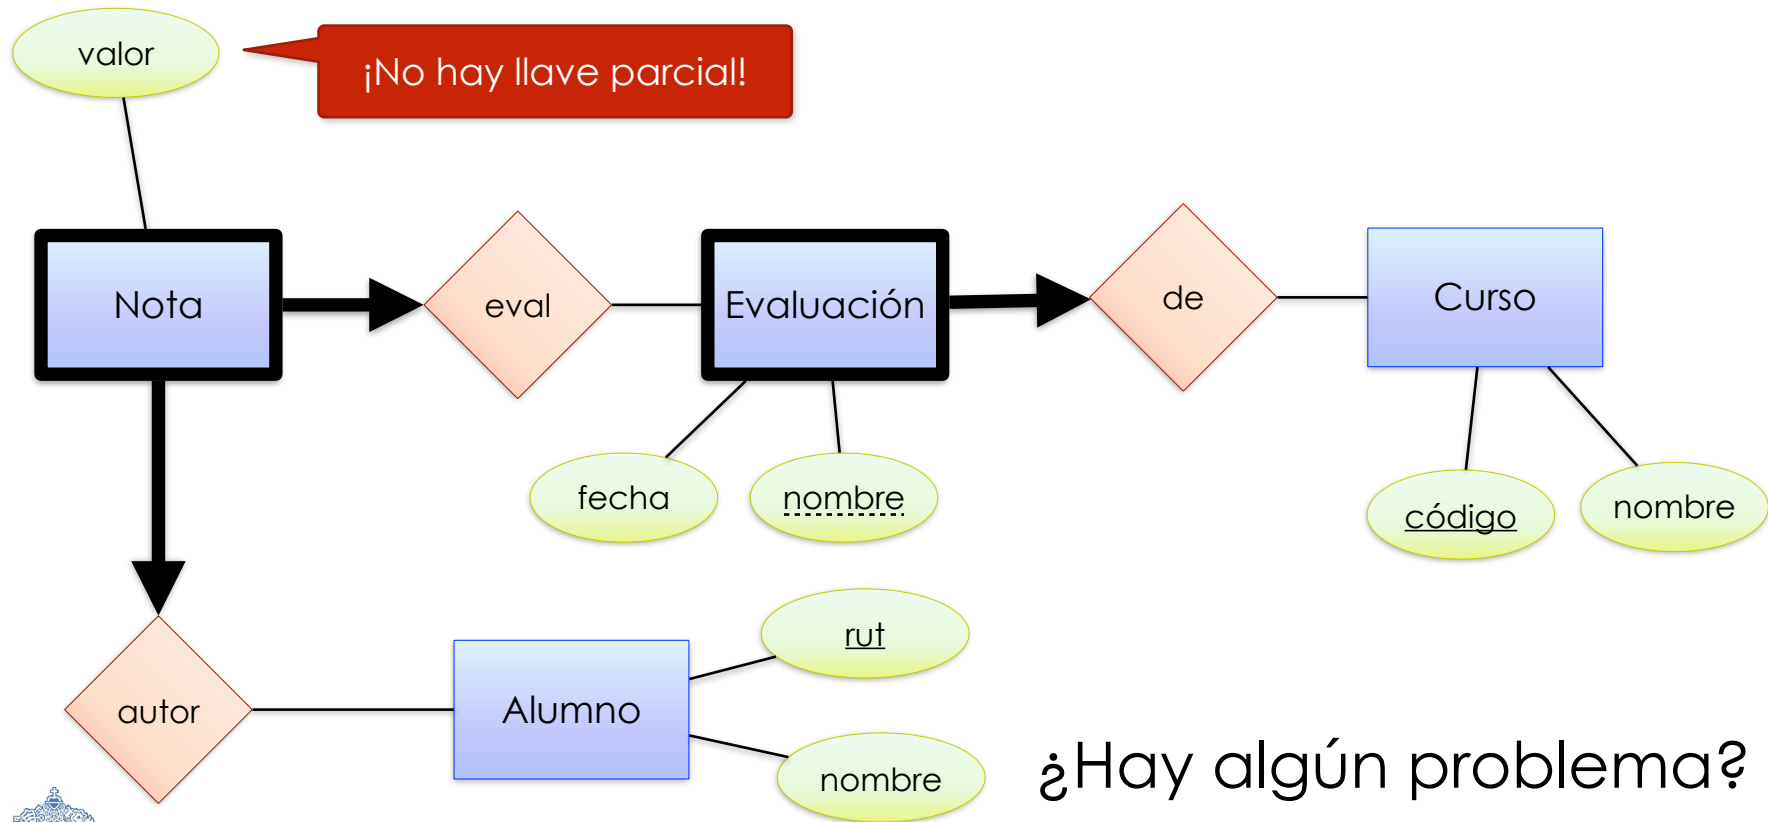 valor
¡No hay llave parcial!
Nota
eval
Evaluación
de
Curso
fecha
nombre
código
nombre
rut
autor
Alumno
nombre
¿Hay algún problema?